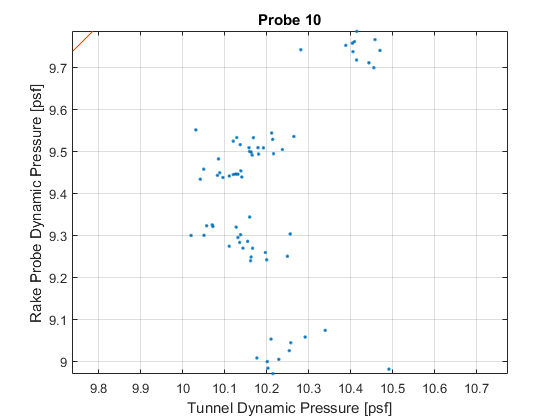 Probe 10
Rake Probe Dynamic Pressure [psf]
9.7
9.6
9.5
9.4
9.3
9.2
9.1
9
9.8 9.9 10 10.1 10.2 10.3 10.4 10.5 10.6 10.7
Tunnel Dynamic Pressure [psf]